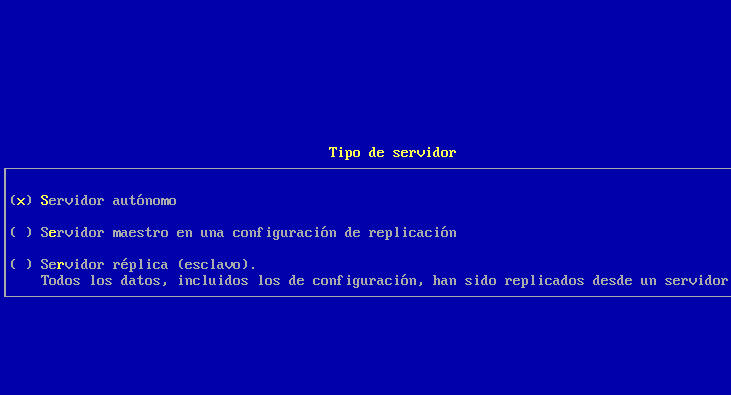 Tipo de servidor
(x) Servidor autónomo
( ) Servidor maestro en una configuración de replicación
( ) Servidor réplica (esclavo).
Todos los datos, incluidos los de configuración, han sido replicados desde un servidor